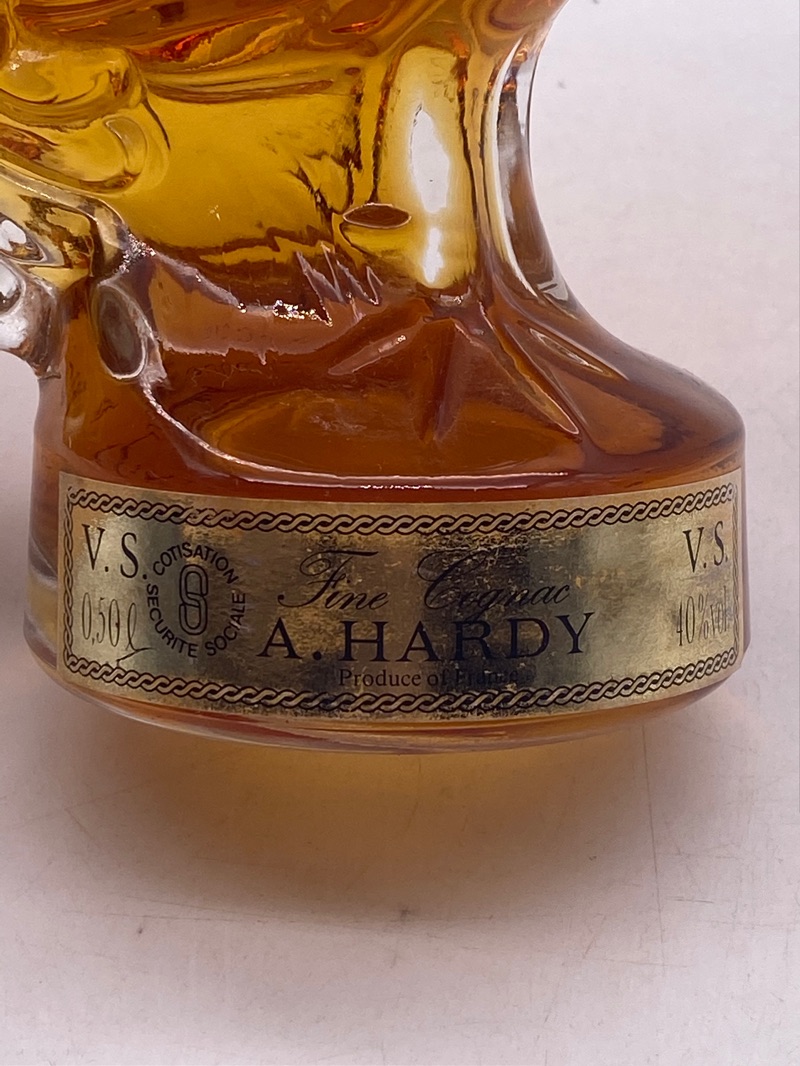 V. S.
COTISATION
SECURITE SOCIALE
0,50 l
Fine Cognac
A. HARDY
Produce of France
V. S.
40% vol.